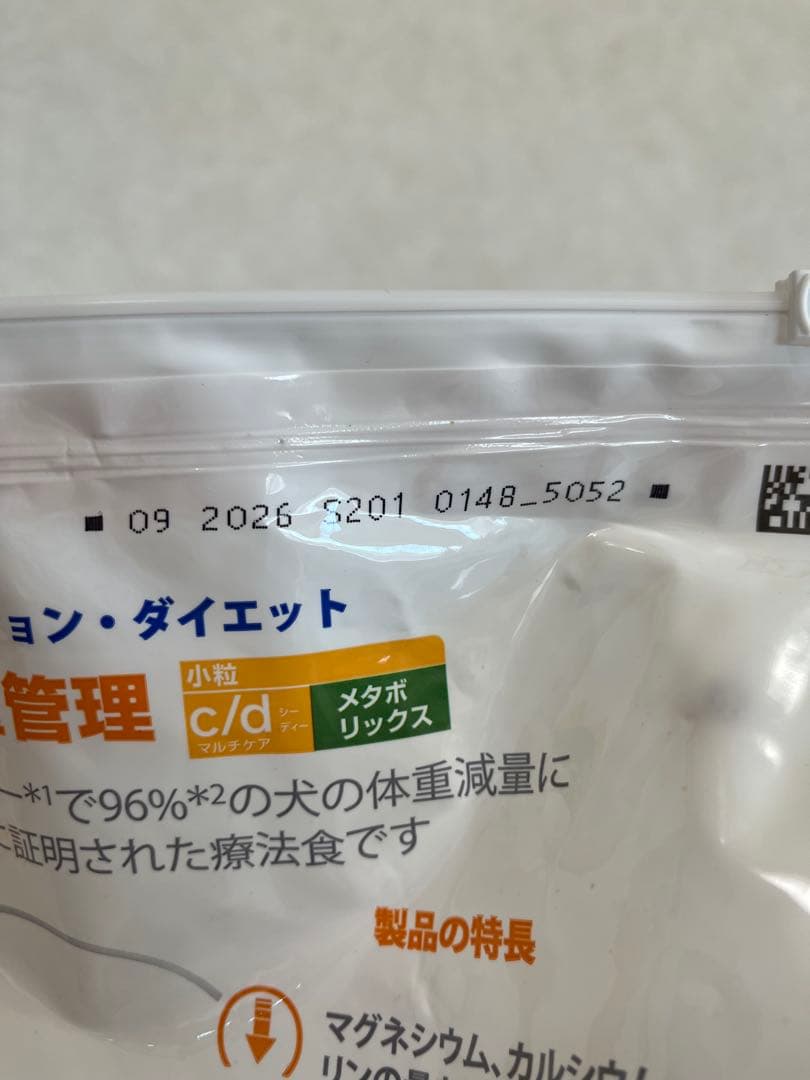 09 2026 S201 0148_5052
ョン・ダイエット
管理
小粒
c/d シーディー
マルチケア
メタボ
リックス
ー*1で96%*2の犬の体重減量に
証明された療法食です
製品の特長
マグネシウム、カルシウム
リンの